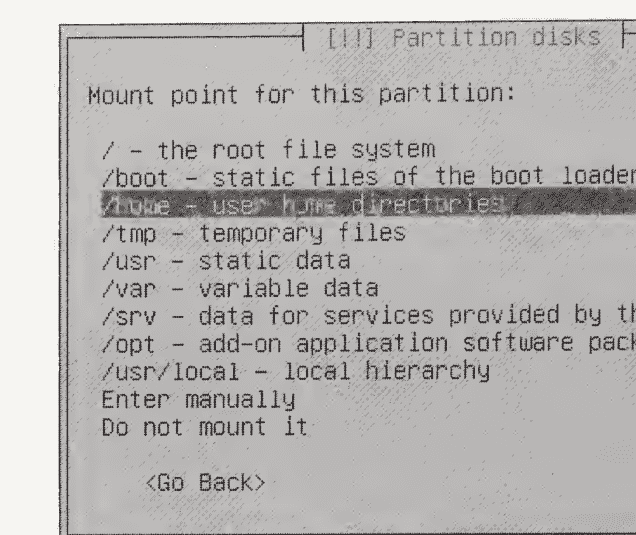 [!!] Partition disks
Mount point for this partition:
/ - the root file system
/boot - static files of the boot loader
/home - user home directories
/tmp - temporary files
/usr - static data
/var - variable data
/srv - data for services provided by th
/opt - add-on application software pack
/usr/local - local hierarchy
Enter manually
Do not mount it
<Go Back>